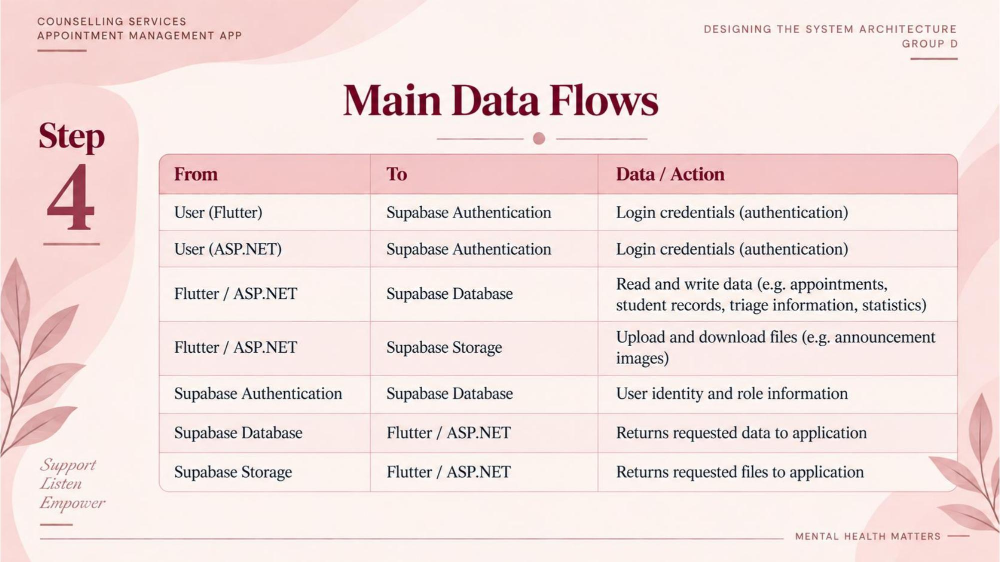 COUNSELLING SERVICES
APPOINTMENT MANAGEMENT APP
DESIGNING THE SYSTEM ARCHITECTURE
GROUP D
Main Data Flows
Step
4
From To Data / Action
User (Flutter) Supabase Authentication Login credentials (authentication)
User (ASP.NET) Supabase Authentication Login credentials (authentication)
Flutter / ASP.NET Supabase Database Read and write data (e.g. appointments,
student records, triage information, statistics)
Flutter / ASP.NET Supabase Storage Upload and download files (e.g. announcement
images)
Supabase Authentication Supabase Database User identity and role information
Supabase Database Flutter / ASP.NET Returns requested data to application
Supabase Storage Flutter / ASP.NET Returns requested files to application
Support
Listen
Empower
MENTAL HEALTH MATTERS